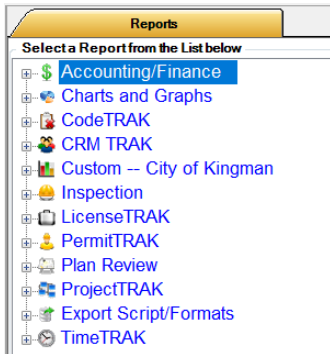 Reports
Select a Report from the List below
Accounting/Finance
Charts and Graphs
CodeTRAK
CRM TRAK
Custom -- City of Kingman
Inspection
LicenseTRAK
PermitTRAK
Plan Review
ProjectTRAK
Export Script/Formats
TimeTRAK